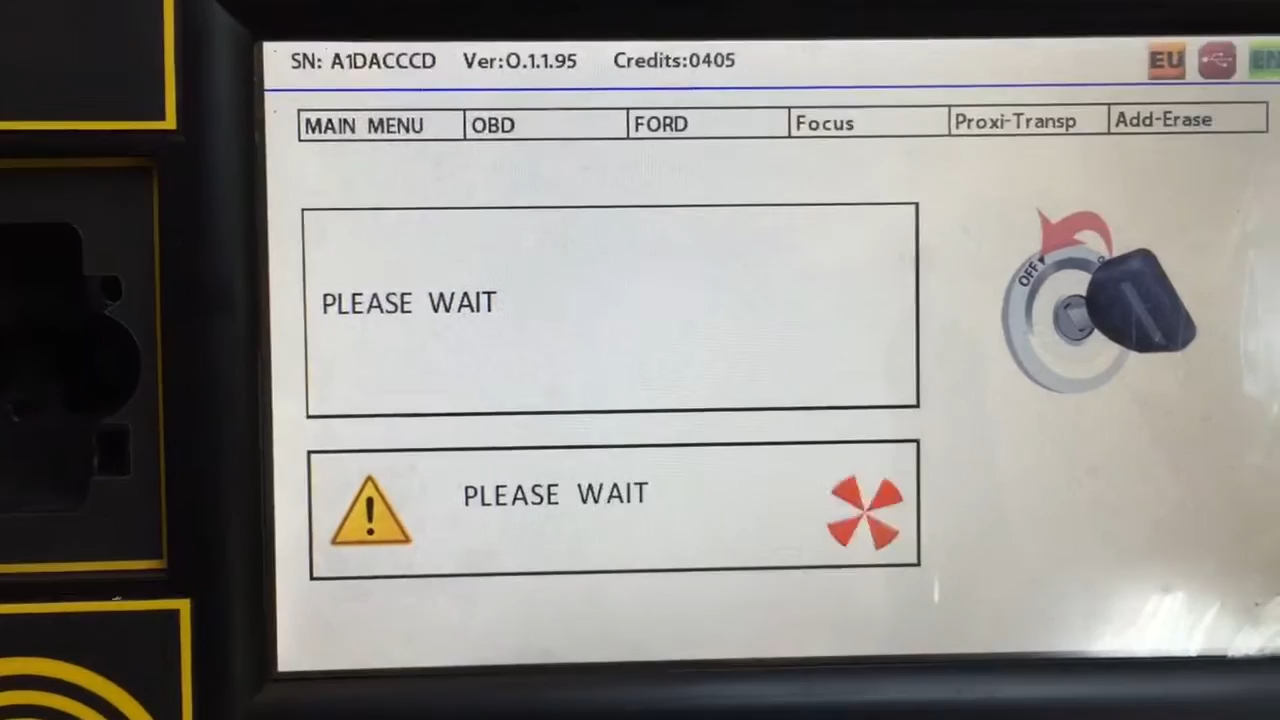 SN: A1DACCCD Ver:0.1.1.95 Credits:0405
EU EN
MAIN MENU OBD FORD Focus Proxi-Transp Add-Erase
PLEASE WAIT
OFF
PLEASE WAIT